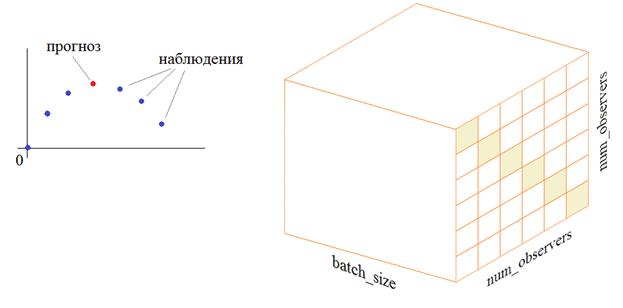 прогноз
наблюдения
0
batch_size
num_observers
num_observers